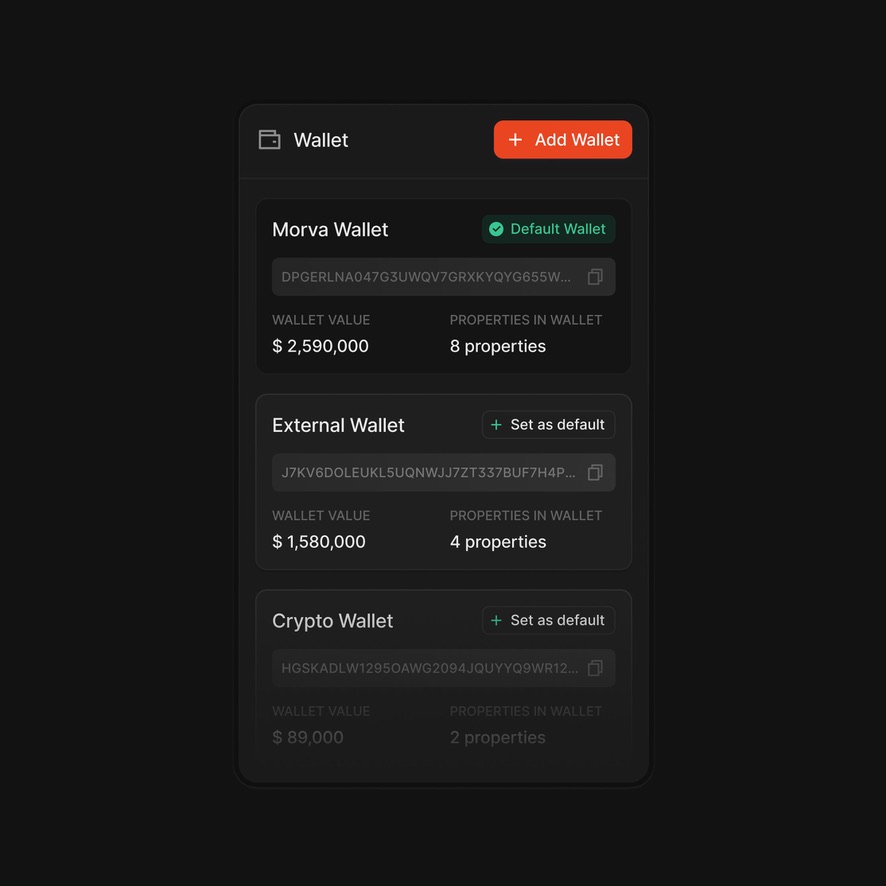 Wallet
+ Add Wallet
Morva Wallet
Default Wallet
DPGERLNA047G3UWQV7GRXKYQYG655W...
WALLET VALUE PROPERTIES IN WALLET
$ 2,590,000 8 properties
External Wallet
+ Set as default
J7KV6DOLEUKL5UQNWJJ7ZT337BUF7H4P...
WALLET VALUE PROPERTIES IN WALLET
$ 1,580,000 4 properties
Crypto Wallet
+ Set as default
HGSKADLW1295OAWG2094JQUYYQ9WR12...
WALLET VALUE PROPERTIES IN WALLET
$ 89,000 2 properties